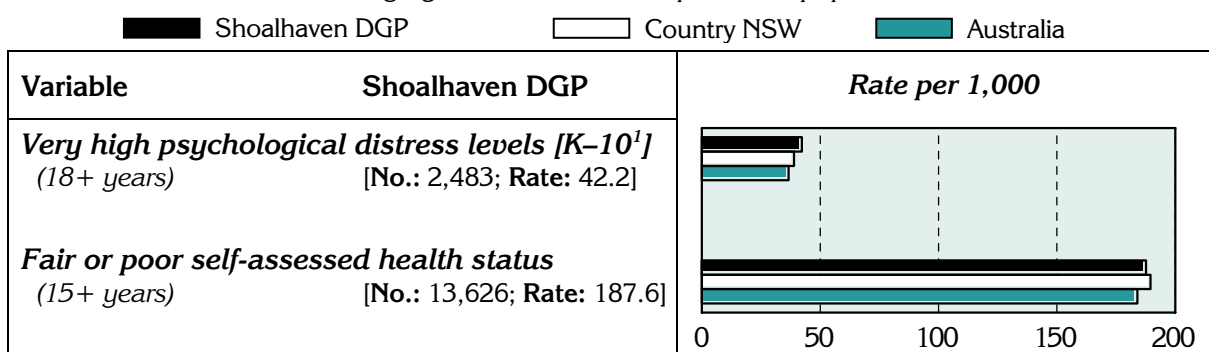 Shoalhaven DGP Country NSW Australia
Variable Shoalhaven DGP Rate per 1,000
Very high psychological distress levels [K–10¹]
(18+ years) [No.: 2,483; Rate: 42.2]
Fair or poor self-assessed health status
(15+ years) [No.: 13,626; Rate: 187.6]
0 50 100 150 200